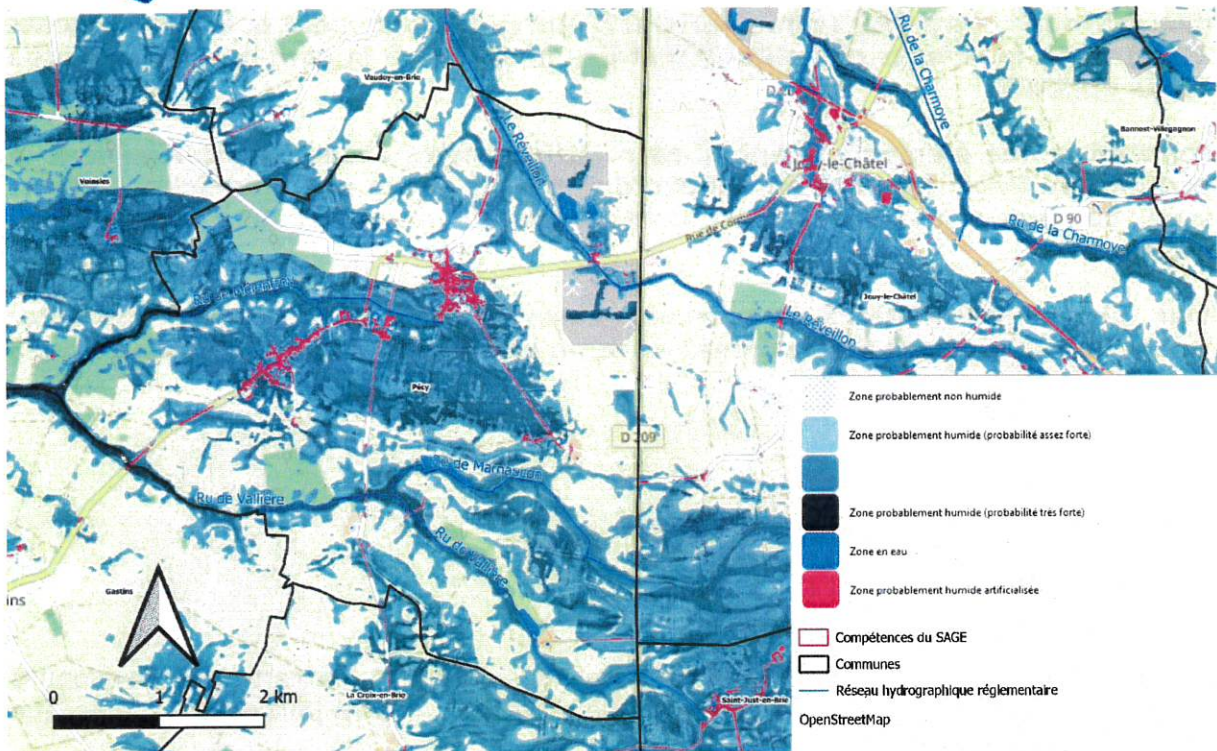 Vaudoy-en-Brie
Voinsles
Le Réveillon
Ru de la Charmoye
Jouy-le-Châtel
Bannost-Villegagnon
D 90
Ru de la Charmoye
Rue de
Jouy-le-Châtel
Le Réveillon
Pécy
D 209
Ru de Vallière
Ru de Vallière
Gastins
ins
La Croix-en-Brie
Saint-Just-en-Brie
0 1 2 km
Zone probablement non humide
Zone probablement humide (probabilité assez forte)
Zone probablement humide (probabilité très forte)
Zone en eau
Zone probablement humide artificialisée
Compétences du SAGE
Communes
Réseau hydrographique réglementaire
OpenStreetMap